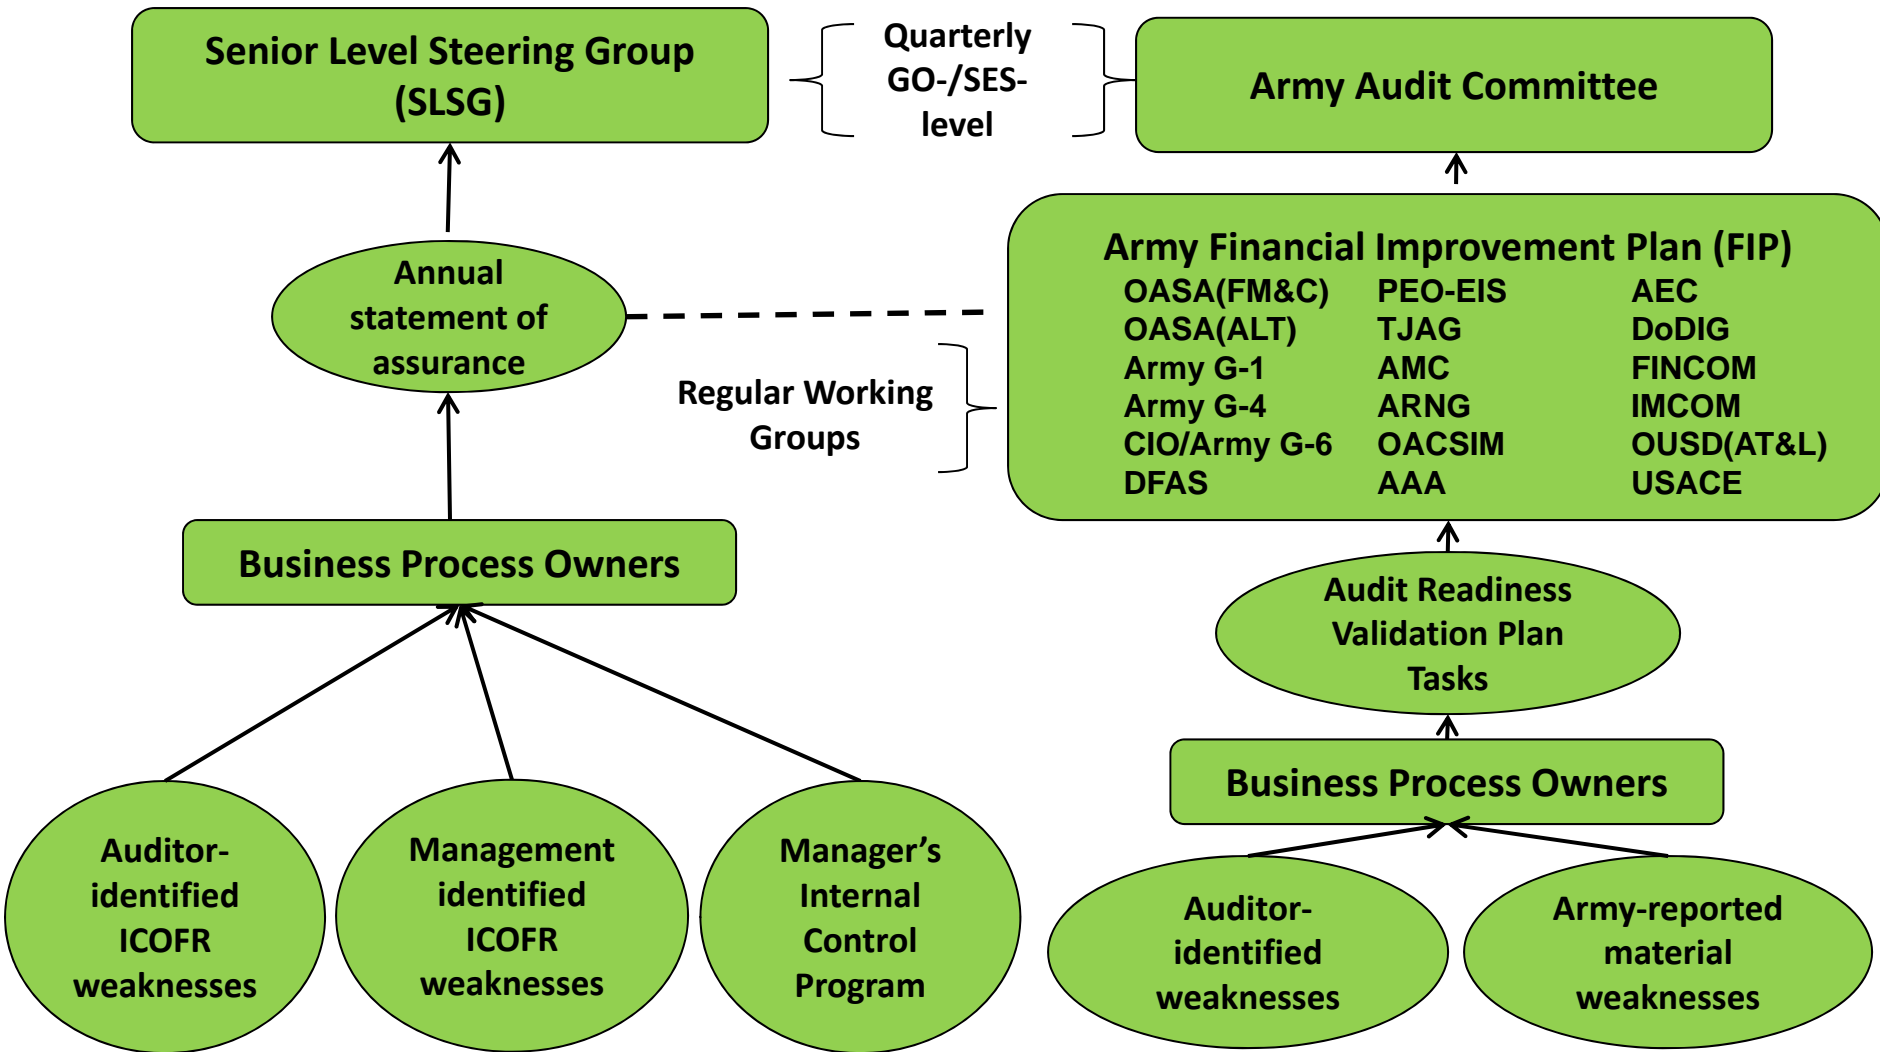 Senior Level Steering Group
(SLSG)
Quarterly
GO-/SES-
level
Army Audit Committee
Annual
statement of
assurance
Regular Working
Groups
Army Financial Improvement Plan (FIP)
OASA(FM&C) PEO-EIS AEC
OASA(ALT) TJAG DoDIG
Army G-1 AMC FINCOM
Army G-4 ARNG IMCOM
CIO/Army G-6 OACSIM OUSD(AT&L)
DFAS AAA USACE
Business Process Owners
Audit Readiness
Validation Plan
Tasks
Business Process Owners
Auditor-
identified
ICOFR
weaknesses
Management
identified
ICOFR
weaknesses
Manager’s
Internal
Control
Program
Auditor-
identified
weaknesses
Army-reported
material
weaknesses